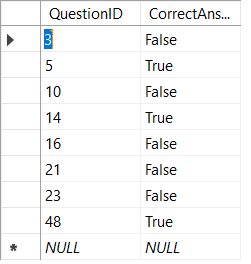 QuestionID CorrectAns...
3 False
5 True
10 False
14 True
16 False
21 False
23 False
48 True
NULL NULL